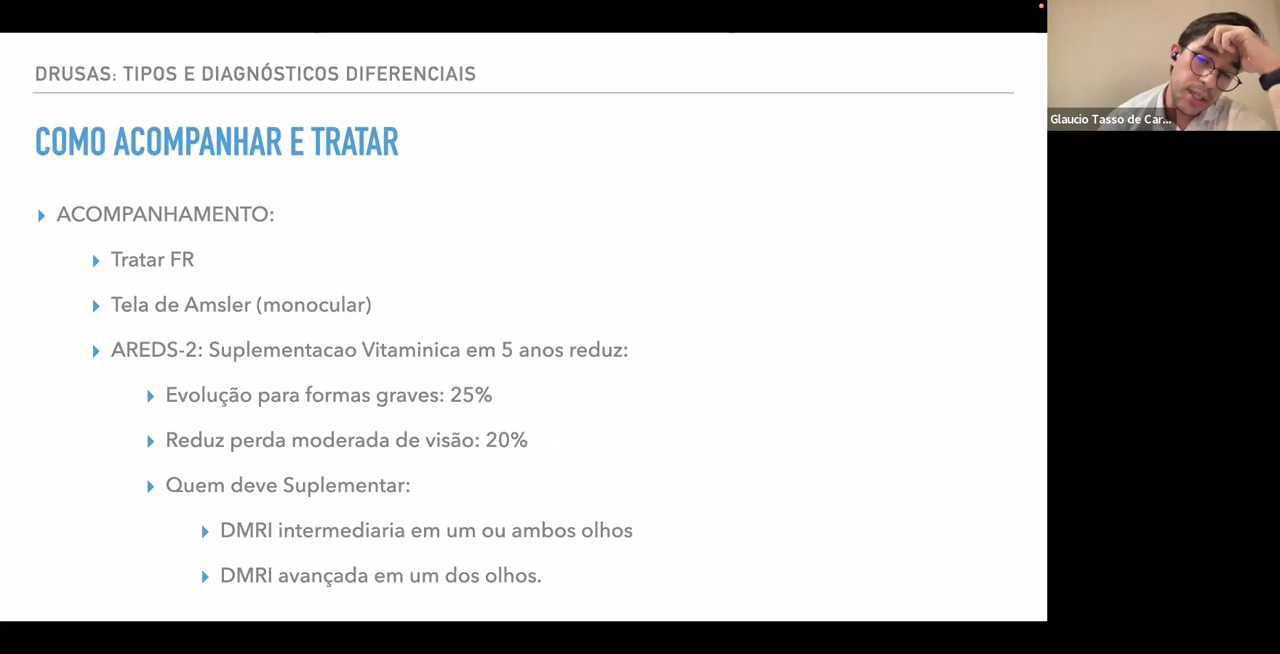 DRUSAS: TIPOS E DIAGNÓSTICOS DIFERENCIAIS
COMO ACOMPANHAR E TRATAR
ACOMPANHAMENTO:
Tratar FR
Tela de Amsler (monocular)
AREDS-2: Suplementacao Vitaminica em 5 anos reduz:
Evolução para formas graves: 25%
Reduz perda moderada de visão: 20%
Quem deve Suplementar:
DMRI intermediaria em um ou ambos olhos
DMRI avançada em um dos olhos.
Glaucio Tasso de Car...